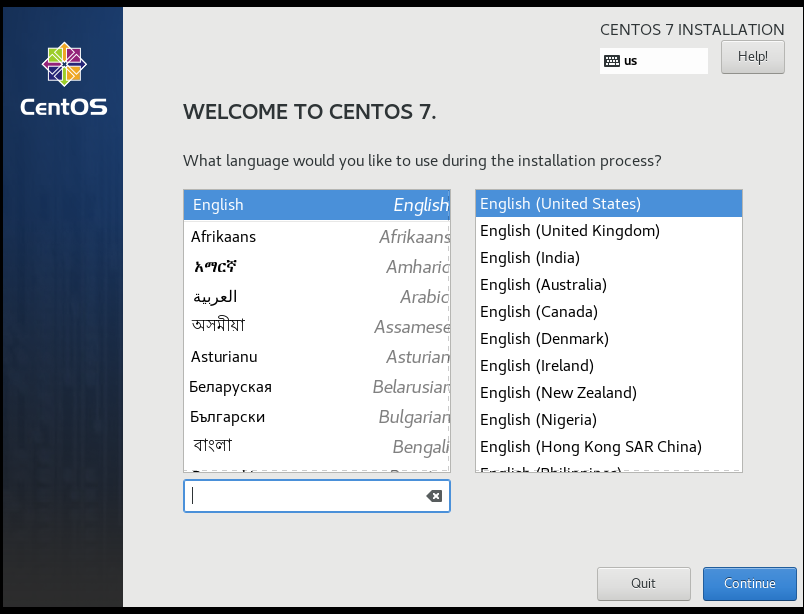 CentOS
CENTOS 7 INSTALLATION
us
Help!
WELCOME TO CENTOS 7.
What language would you like to use during the installation process?
English English
Afrikaans Afrikaans
አማርኛ Amharic
العربية Arabic
অসমীয়া Assamese
Asturianu Asturian
Беларуская Belarusian
Български Bulgarian
বাংলা Bengali
English (United States)
English (United Kingdom)
English (India)
English (Australia)
English (Canada)
English (Denmark)
English (Ireland)
English (New Zealand)
English (Nigeria)
English (Hong Kong SAR China)
English (Philippines)
Quit
Continue